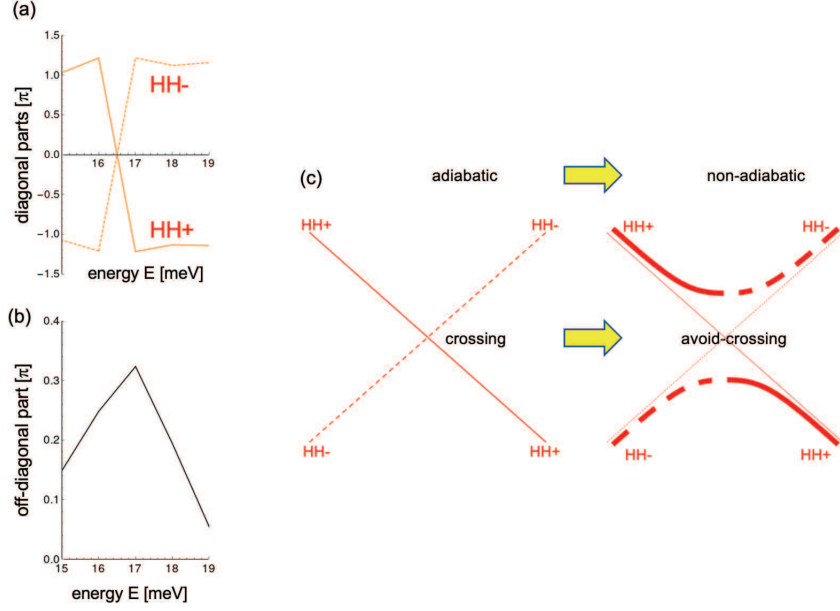 (a)
1.5
1.0
0.5
0.0
−0.5
−1.0
−1.5
diagonal parts [π]
HH-
16 17 18 19
HH+
energy E [meV]
(b)
0.4
0.3
0.2
0.1
0.0
off-diagonal part [π]
15 16 17 18 19
energy E [meV]
(c)
adiabatic
non-adiabatic
HH+
HH-
HH+
HH-
crossing
avoid-crossing
HH-
HH+
HH-
HH+